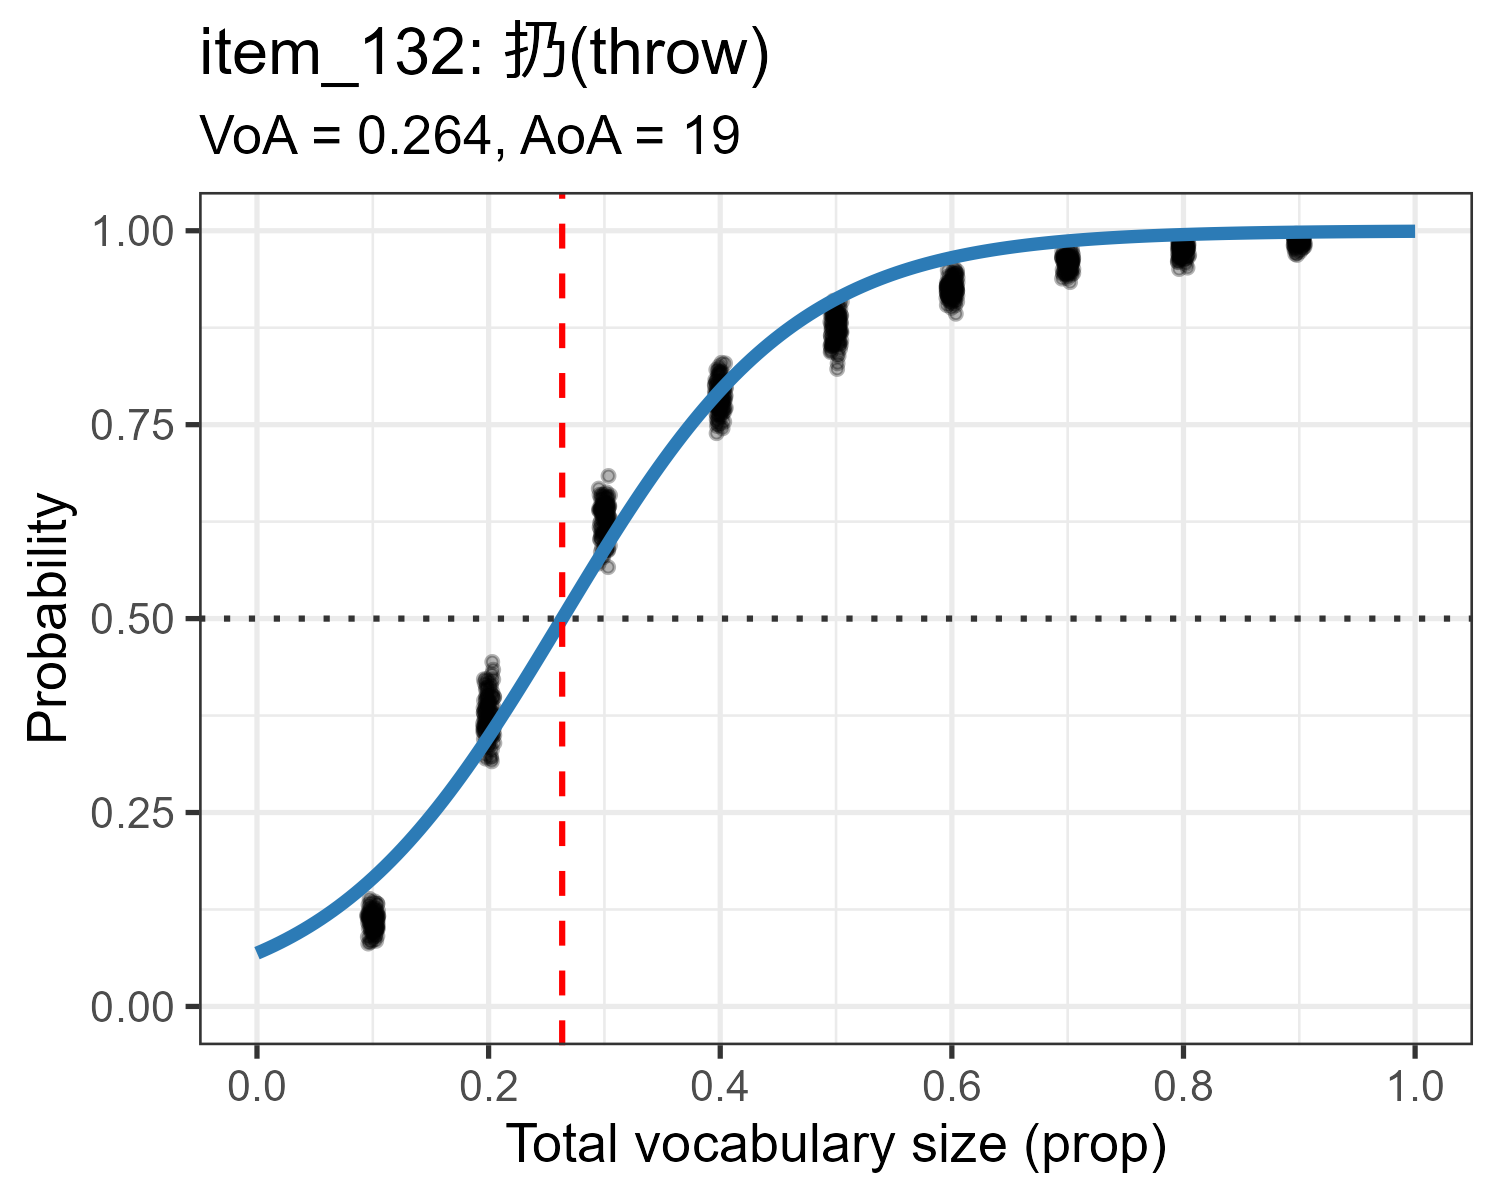 item_132: 扔(throw)
VoA = 0.264, AoA = 19
Probability
1.00
0.75
0.50
0.25
0.00
0.0 0.2 0.4 0.6 0.8 1.0
Total vocabulary size (prop)